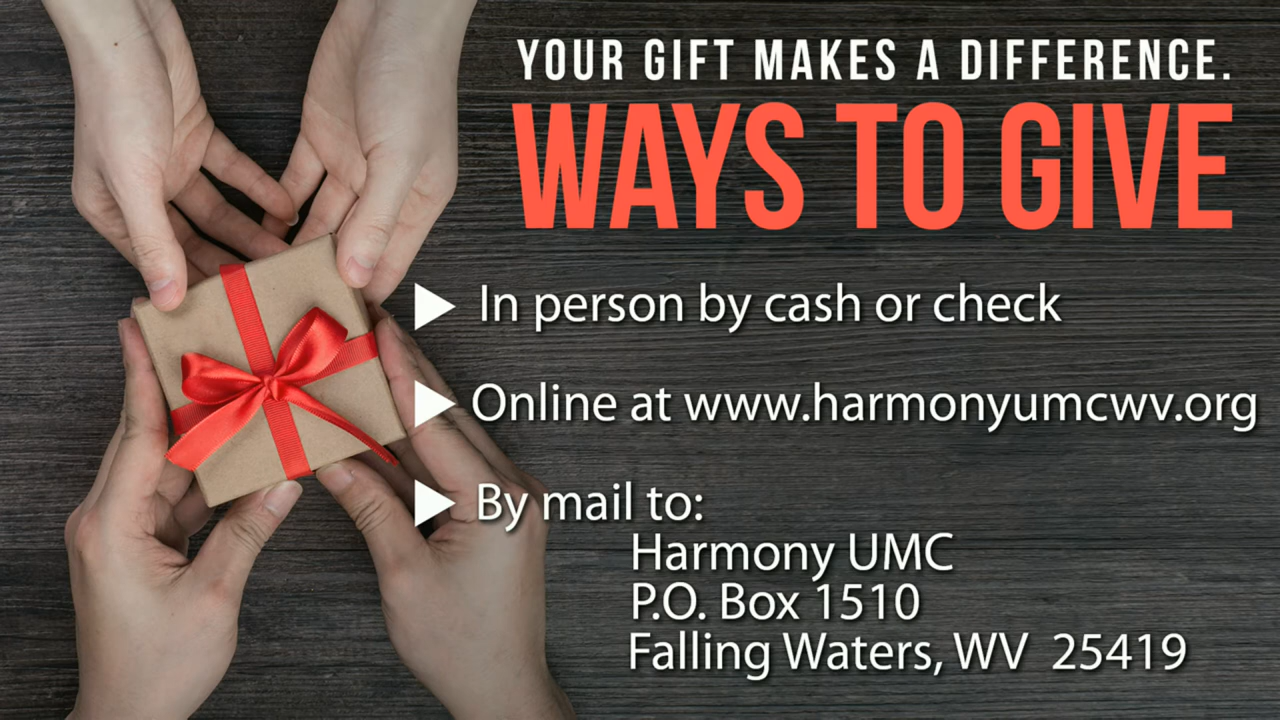 YOUR GIFT MAKES A DIFFERENCE.
WAYS TO GIVE
In person by cash or check
Online at www.harmonyumcwv.org
By mail to:
Harmony UMC
P.O. Box 1510
Falling Waters, WV 25419